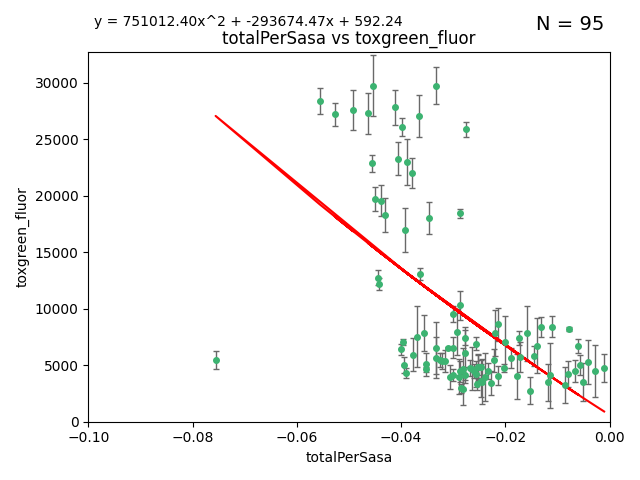 y = 751012.40x^2 + -293674.47x + 592.24
N = 95
totalPerSasa vs toxgreen_fluor
30000
25000
20000
15000
10000
5000
0
toxgreen_fluor
−0.10 −0.08 −0.06 −0.04 −0.02 0.00
totalPerSasa